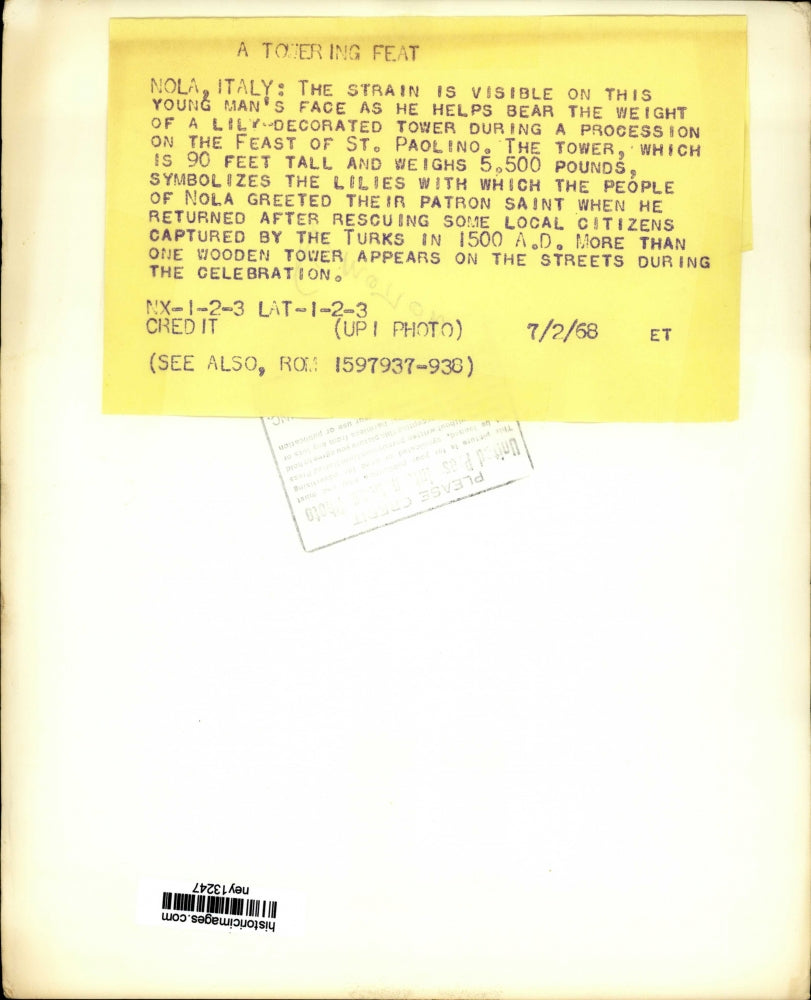 A TOWERING FEAT
NOLA, ITALY: THE STRAIN IS VISIBLE ON THIS
YOUNG MAN'S FACE AS HE HELPS BEAR THE WEIGHT
OF A LILY-DECORATED TOWER DURING A PROCESSION
ON THE FEAST OF ST. PAOLINO. THE TOWER, WHICH
IS 90 FEET TALL AND WEIGHS 5,500 POUNDS,
SYMBOLIZES THE LILIES WITH WHICH THE PEOPLE
OF NOLA GREETED THEIR PATRON SAINT WHEN HE
RETURNED AFTER RESCUING SOME LOCAL CITIZENS
CAPTURED BY THE TURKS IN 1500 A.D. MORE THAN
ONE WOODEN TOWER APPEARS ON THE STREETS DURING
THE CELEBRATION.
NX-1-2-3 LAT-1-2-3
CREDIT (UPI PHOTO) 7/2/68 ET
(SEE ALSO, ROM 1597937-938)
PLEASE CREDIT
historicimages.com
ney13247